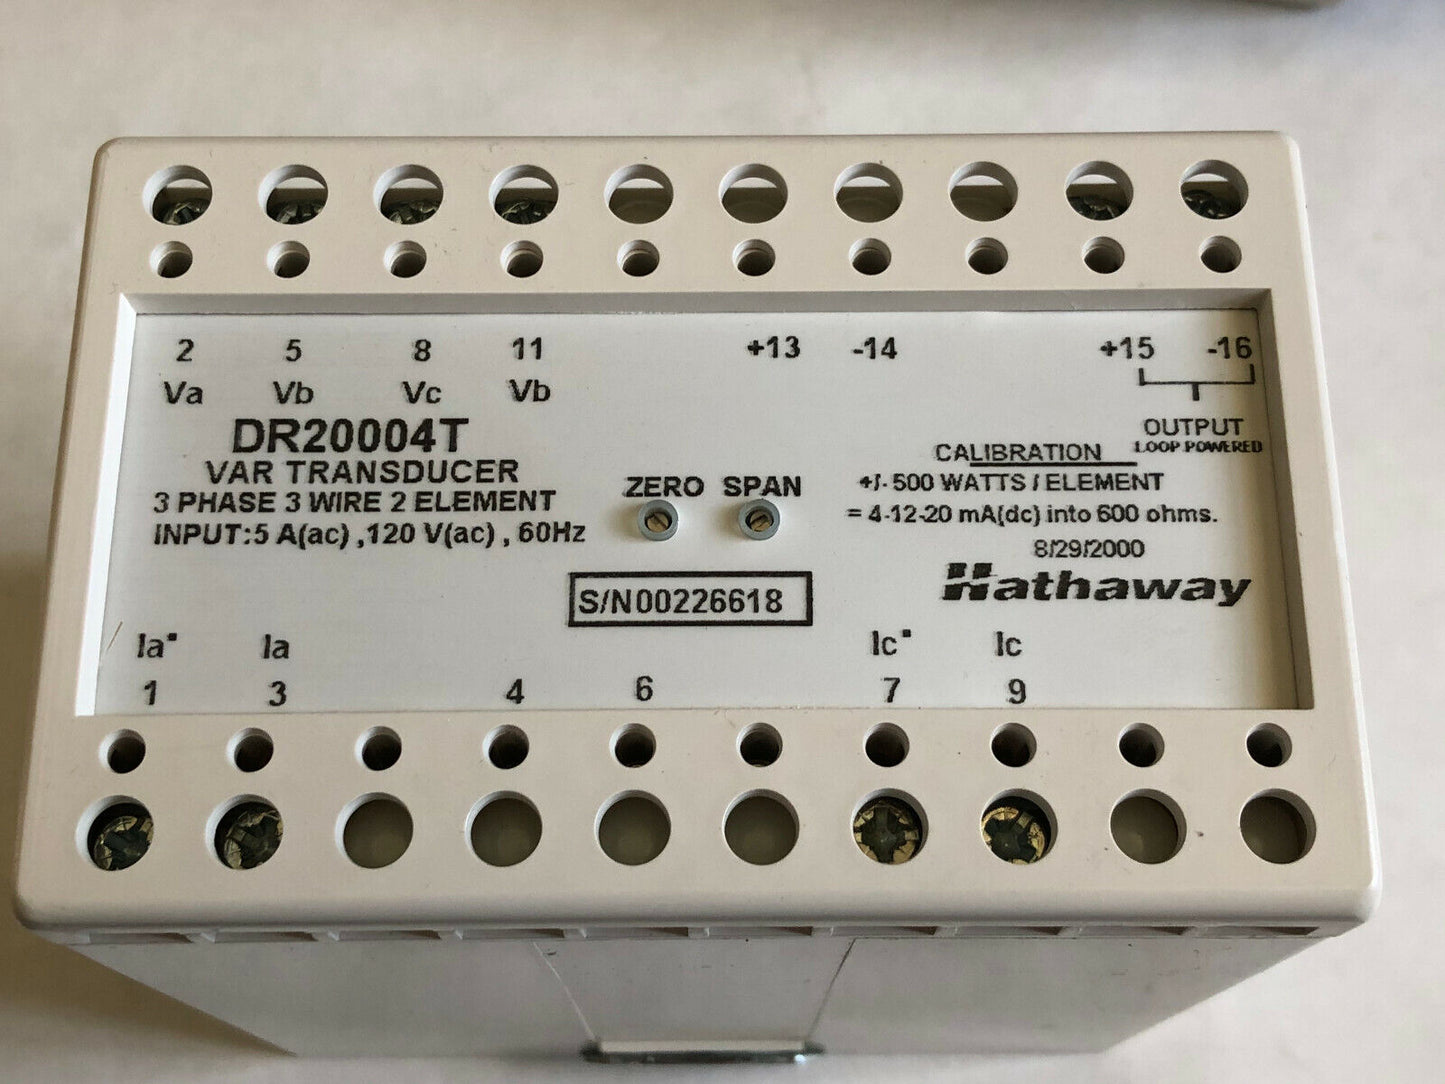 2 5 8 11 +13 -14 +15 -16
Va Vb Vc Vb
DR20004T
VAR TRANSDUCER
3 PHASE 3 WIRE 2 ELEMENT
INPUT:5 A(ac) ,120 V(ac) , 60Hz
ZERO SPAN
OUTPUT
LOOP POWERED
CALIBRATION
+/- 500 WATTS / ELEMENT
= 4-12-20 mA(dc) into 600 ohms.
8/29/2000
Hathaway
S/N00226618
Ia• Ia Ic• Ic
1 3 4 6 7 9